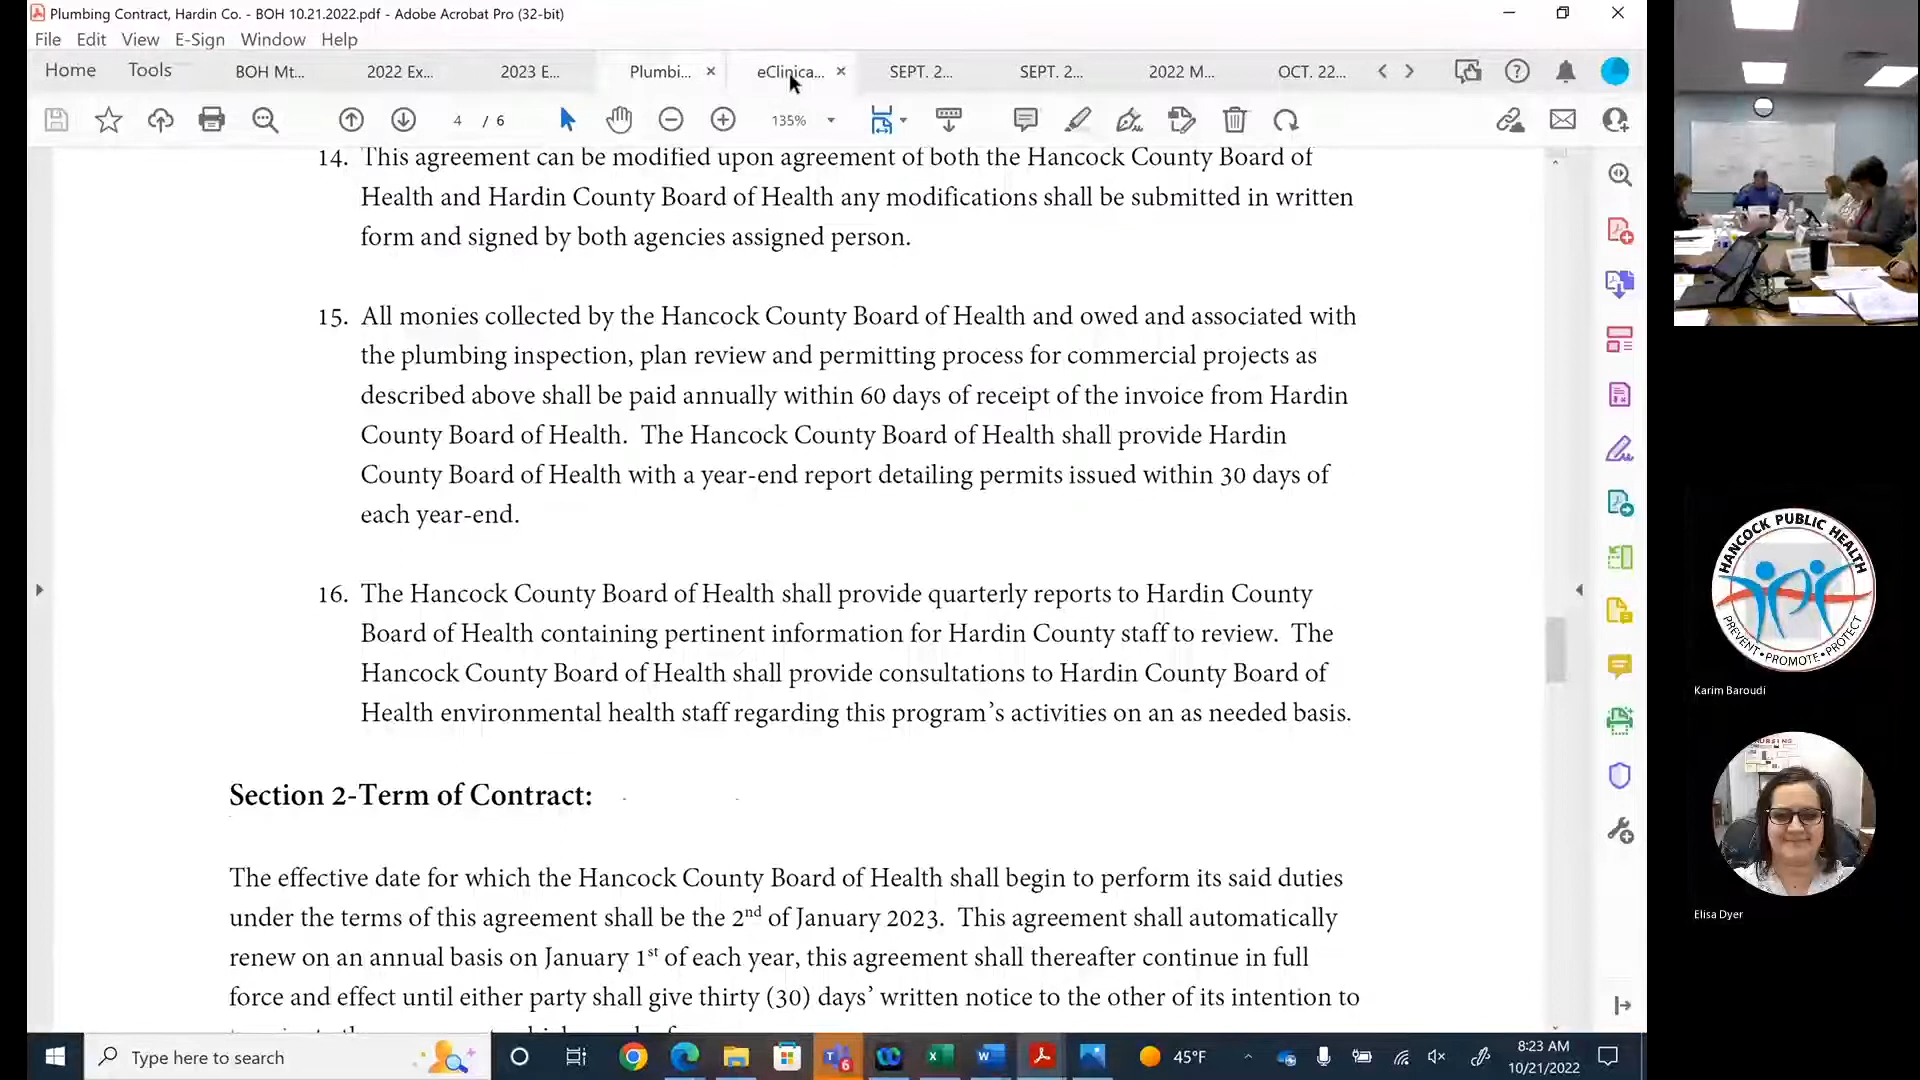 Plumbing Contract, Hardin Co. - BOH 10.21.2022.pdf - Adobe Acrobat Pro (32-bit)
File Edit View E-Sign Window Help
Home Tools BOH Mt... 2022 Ex... 2023 E... Plumbi... eClinica... SEPT. 2... SEPT. 2... 2022 M... OCT. 22...
4 / 6 135%
14. This agreement can be modified upon agreement of both the Hancock County Board of
Health and Hardin County Board of Health any modifications shall be submitted in written
form and signed by both agencies assigned person.
15. All monies collected by the Hancock County Board of Health and owed and associated with
the plumbing inspection, plan review and permitting process for commercial projects as
described above shall be paid annually within 60 days of receipt of the invoice from Hardin
County Board of Health. The Hancock County Board of Health shall provide Hardin
County Board of Health with a year-end report detailing permits issued within 30 days of
each year-end.
16. The Hancock County Board of Health shall provide quarterly reports to Hardin County
Board of Health containing pertinent information for Hardin County staff to review. The
Hancock County Board of Health shall provide consultations to Hardin County Board of
Health environmental health staff regarding this program's activities on an as needed basis.
Section 2-Term of Contract:
The effective date for which the Hancock County Board of Health shall begin to perform its said duties
under the terms of this agreement shall be the 2nd of January 2023. This agreement shall automatically
renew on an annual basis on January 1st of each year, this agreement shall thereafter continue in full
force and effect until either party shall give thirty (30) days' written notice to the other of its intention to
Type here to search
6
45°F
8:23 AM
10/21/2022
HANCOCK PUBLIC HEALTH
PREVENT • PROMOTE • PROTECT
Karim Baroudi
Elisa Dyer